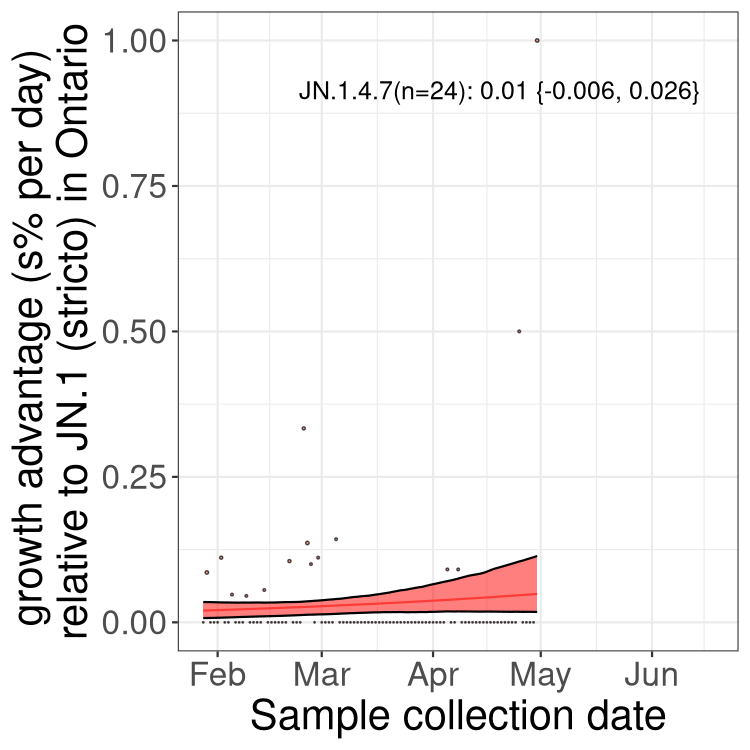 growth advantage (s% per day)
relative to JN.1 (stricto) in Ontario
1.00
0.75
0.50
0.25
0.00
JN.1.4.7(n=24): 0.01 {-0.006, 0.026}
Feb Mar Apr May Jun
Sample collection date